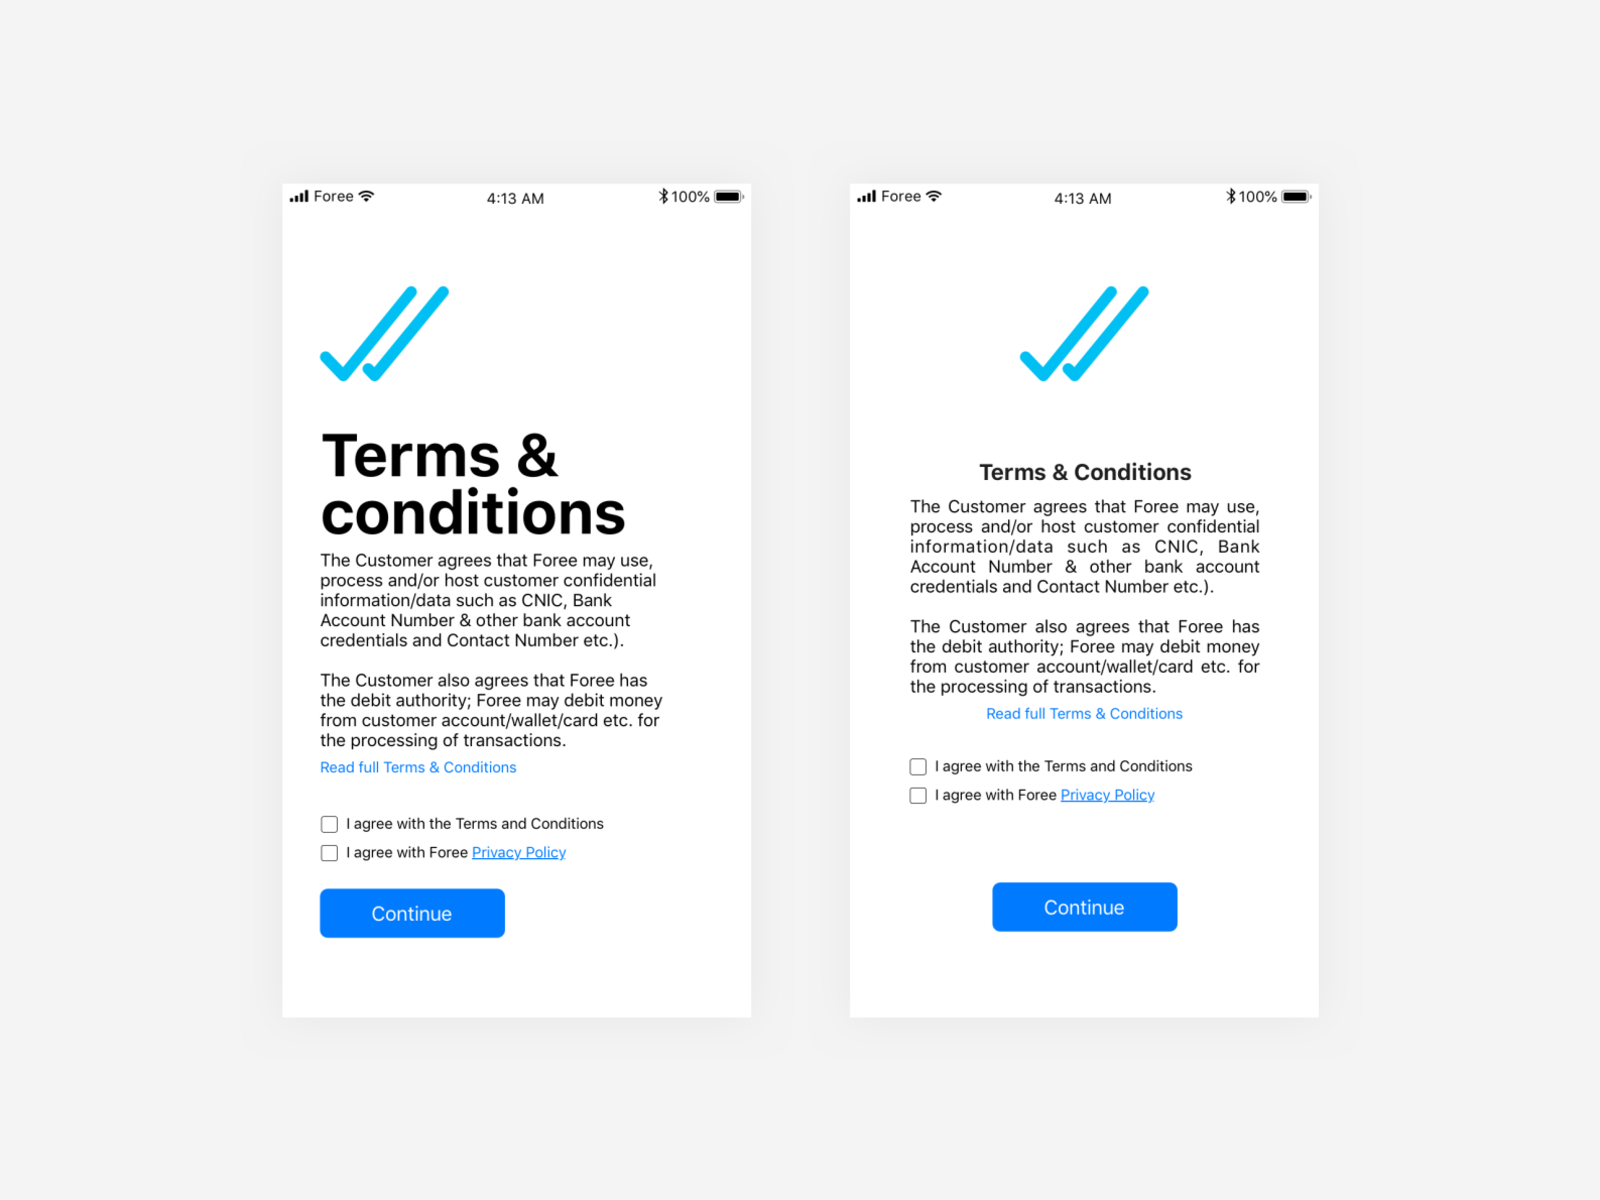 Foree
4:13 AM
100%
Terms &
conditions
The Customer agrees that Foree may use,
process and/or host customer confidential
information/data such as CNIC, Bank
Account Number & other bank account
credentials and Contact Number etc.).
The Customer also agrees that Foree has
the debit authority; Foree may debit money
from customer account/wallet/card etc. for
the processing of transactions.
Read full Terms & Conditions
I agree with the Terms and Conditions
I agree with Foree Privacy Policy
Continue
Foree
4:13 AM
100%
Terms & Conditions
The Customer agrees that Foree may use,
process and/or host customer confidential
information/data such as CNIC, Bank
Account Number & other bank account
credentials and Contact Number etc.).
The Customer also agrees that Foree has
the debit authority; Foree may debit money
from customer account/wallet/card etc. for
the processing of transactions.
Read full Terms & Conditions
I agree with the Terms and Conditions
I agree with Foree Privacy Policy
Continue